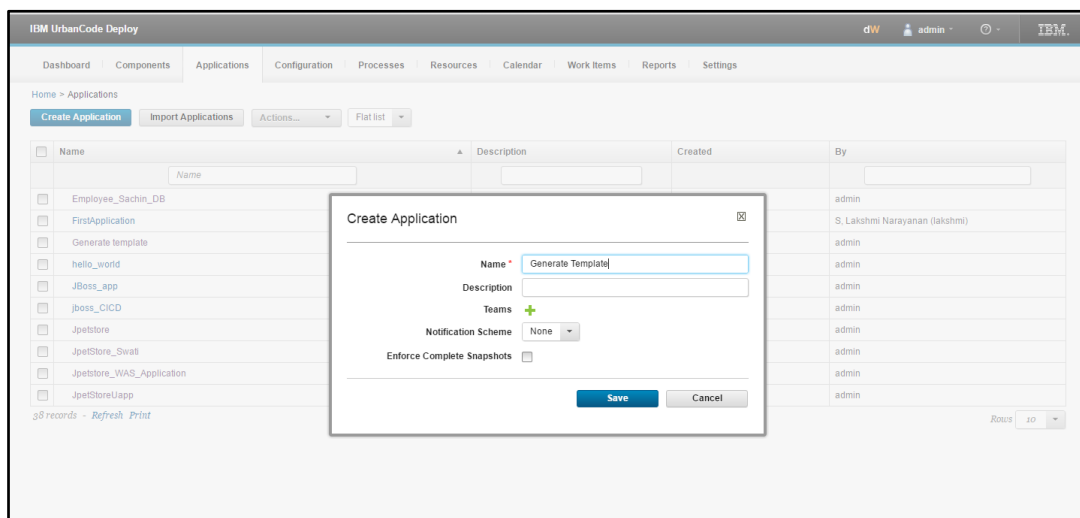 IBM UrbanCode Deploy dW admin IBM.
Dashboard Components Applications Configuration Processes Resources Calendar Work Items Reports Settings
Home > Applications
Create Application Import Applications Actions... Flat list
Name Description Created By
Name
Employee_Sachin_DB admin
FirstApplication S, Lakshmi Narayanan (lakshmi)
Generate template admin
hello_world admin
JBoss_app admin
jboss_CICD admin
Jpetstore admin
JpetStore_Swati admin
Jpetstore_WAS_Application admin
JpetStoreUapp admin
38 records - Refresh Print Rows 10
Create Application
Name * Generate Template
Description
Teams
Notification Scheme None
Enforce Complete Snapshots
Save Cancel